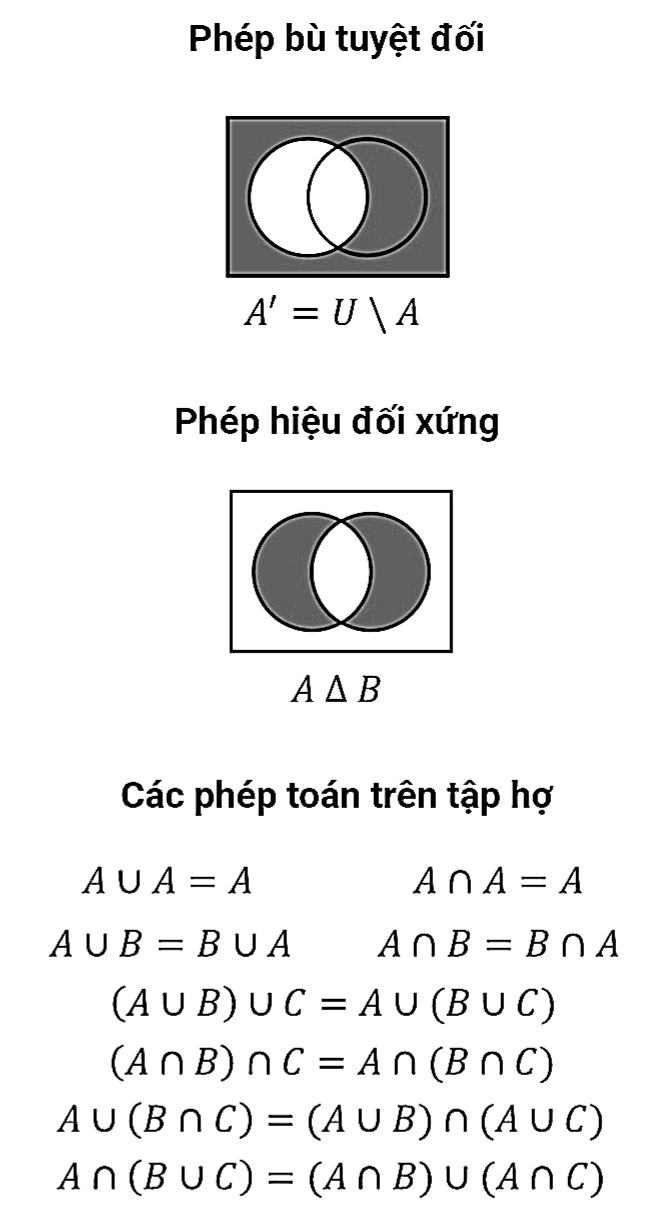 Phép bù tuyệt đối
A′ = U \ A
Phép hiệu đối xứng
A Δ B
Các phép toán trên tập hợ
A ∪ A = A A ∩ A = A
A ∪ B = B ∪ A A ∩ B = B ∩ A
(A ∪ B) ∪ C = A ∪ (B ∪ C)
(A ∩ B) ∩ C = A ∩ (B ∩ C)
A ∪ (B ∩ C) = (A ∪ B) ∩ (A ∪ C)
A ∩ (B ∪ C) = (A ∩ B) ∪ (A ∩ C)